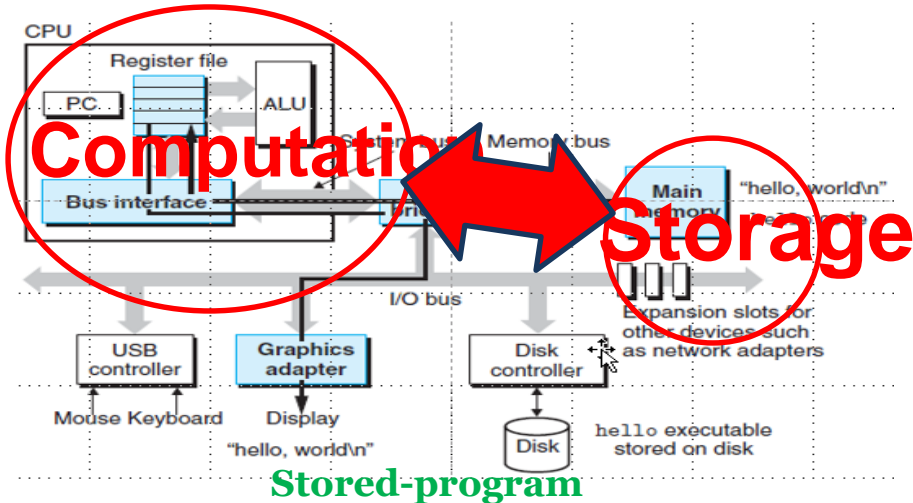 CPU
Register file
PC
ALU
Computation
System bus
Memory bus
Bus interface
Main
memory
"hello, world\n"
Storage
I/O bus
Expansion slots for
other devices such
as network adapters
USB
controller
Graphics
adapter
Disk
controller
Mouse Keyboard
Display
"hello, world\n"
Disk
hello executable
stored on disk
Stored-program